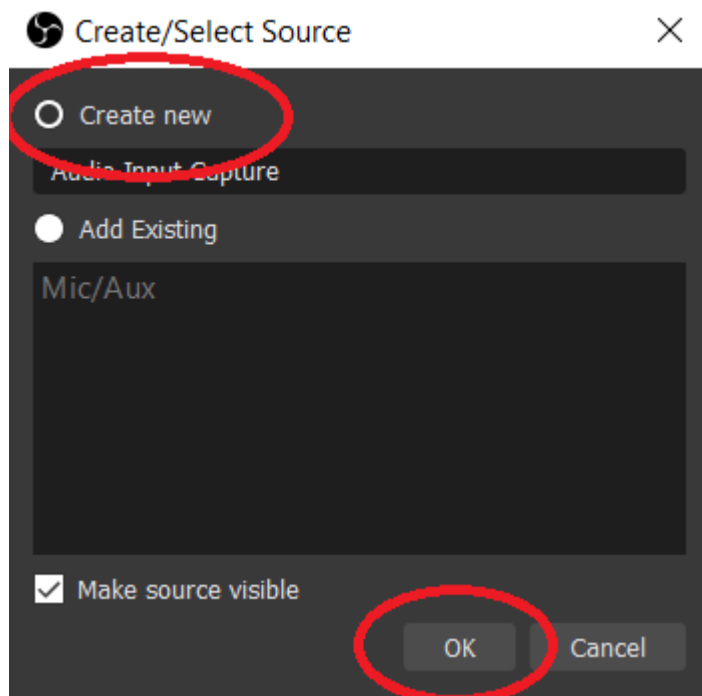 Create/Select Source
Create new
Audio Input Capture
Add Existing
Mic/Aux
Make source visible
OK
Cancel